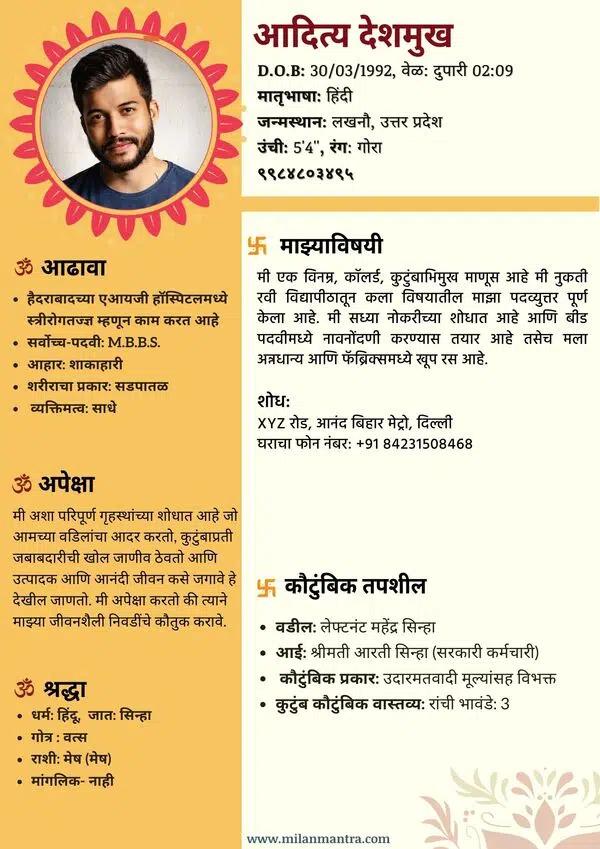 आदित्य देशमुख
D.O.B: 30/03/1992, वेळ: दुपारी 02:09
मातृभाषा: हिंदी
जन्मस्थान: लखनौ, उत्तर प्रदेश
उंची: 5'4", रंग: गोरा
९९८४८०३४९५
ॐ आढावा
• हैदराबादच्या एआयजी हॉस्पिटलमध्ये
स्त्रीरोगतज्ज्ञ म्हणून काम करत आहे
• सर्वोच्च-पदवी: M.B.B.S.
• आहार: शाकाहारी
• शरीराचा प्रकार: सडपातळ
• व्यक्तिमत्व: साधे
ॐ अपेक्षा
मी अशा परिपूर्ण गृहस्थांच्या शोधात आहे जो
आमच्या वडिलांचा आदर करतो, कुटुंबाप्रती
जबाबदारीची खोल जाणीव ठेवतो आणि
उत्पादक आणि आनंदी जीवन कसे जगावे हे
देखील जाणतो. मी अपेक्षा करतो की त्याने
माझ्या जीवनशैली निवडींचे कौतुक करावे.
ॐ श्रद्धा
• धर्म: हिंदू, जात: सिन्हा
• गोत्र : वत्स
• राशी: मेष (मेष)
• मांगलिक- नाही
卐 माझ्याविषयी
मी एक विनम्र, कॉलर्ड, कुटुंबाभिमुख माणूस आहे मी नुकती
रवी विद्यापीठातून कला विषयातील माझा पदव्युत्तर पूर्ण
केला आहे. मी सध्या नोकरीच्या शोधात आहे आणि बीड
पदवीमध्ये नावनोंदणी करण्यास तयार आहे तसेच मला
अन्नधान्य आणि फॅब्रिक्समध्ये खूप रस आहे.
शोध:
XYZ रोड, आनंद बिहार मेट्रो, दिल्ली
घराचा फोन नंबर: +91 84231508468
卐 कौटुंबिक तपशील
• वडील: लेफ्टनंट महेंद्र सिन्हा
• आई: श्रीमती आरती सिन्हा (सरकारी कर्मचारी)
• कौटुंबिक प्रकार: उदारमतवादी मूल्यांसह विभक्त
• कुटुंब कौटुंबिक वास्तव्य: रांची भावंडे: 3
www.milanmantra.com